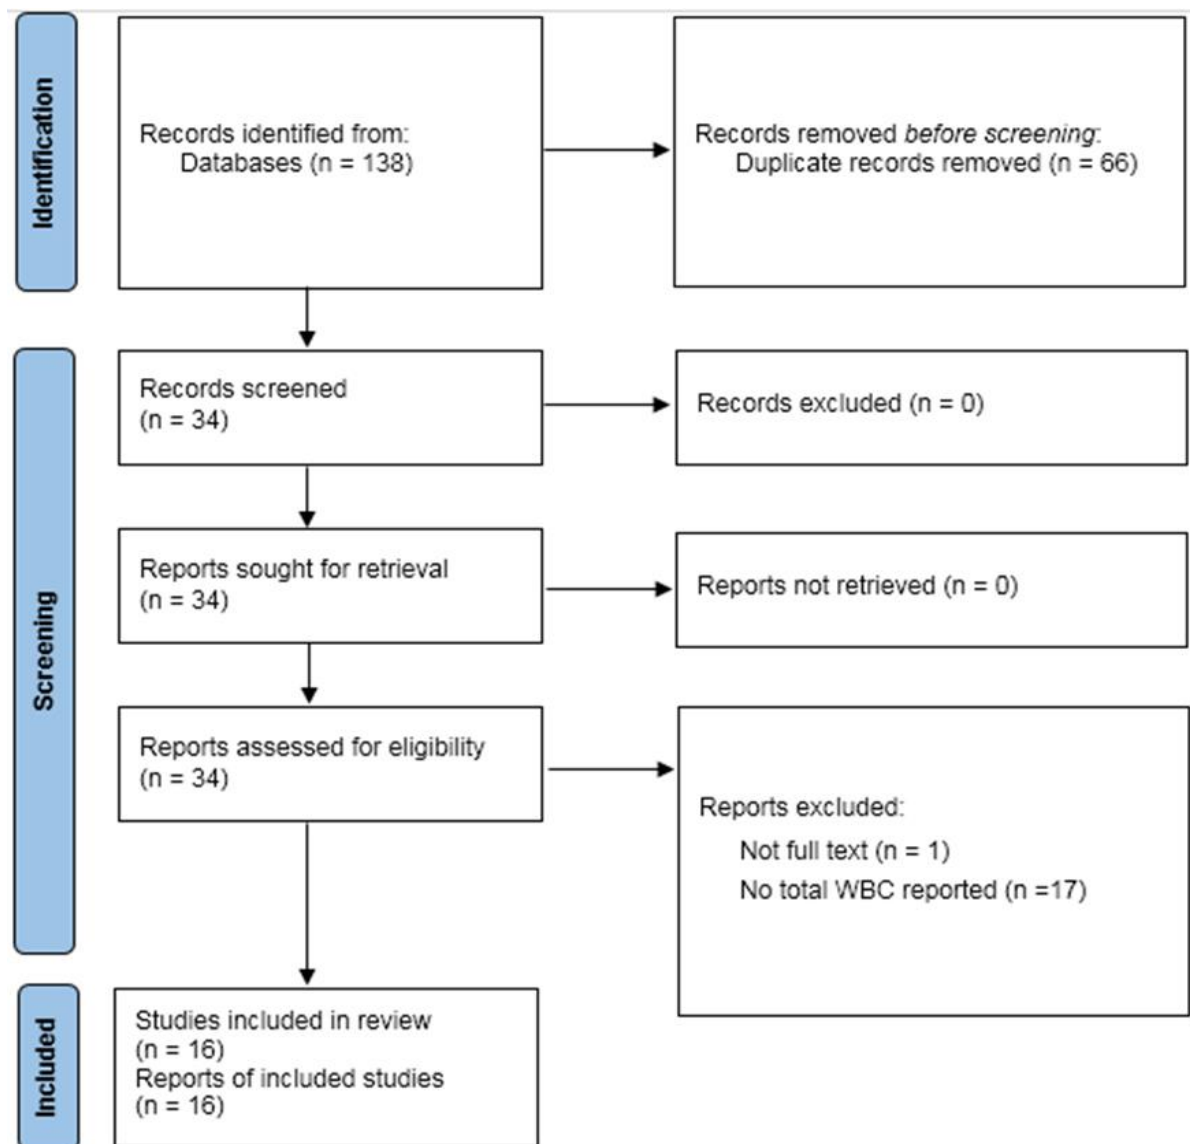 Identification
Records identified from:
Databases (n = 138)
Records removed before screening:
Duplicate records removed (n = 66)
Screening
Records screened
(n = 34)
Records excluded (n = 0)
Reports sought for retrieval
(n = 34)
Reports not retrieved (n = 0)
Reports assessed for eligibility
(n = 34)
Reports excluded:
Not full text (n = 1)
No total WBC reported (n =17)
Included
Studies included in review
(n = 16)
Reports of included studies
(n = 16)